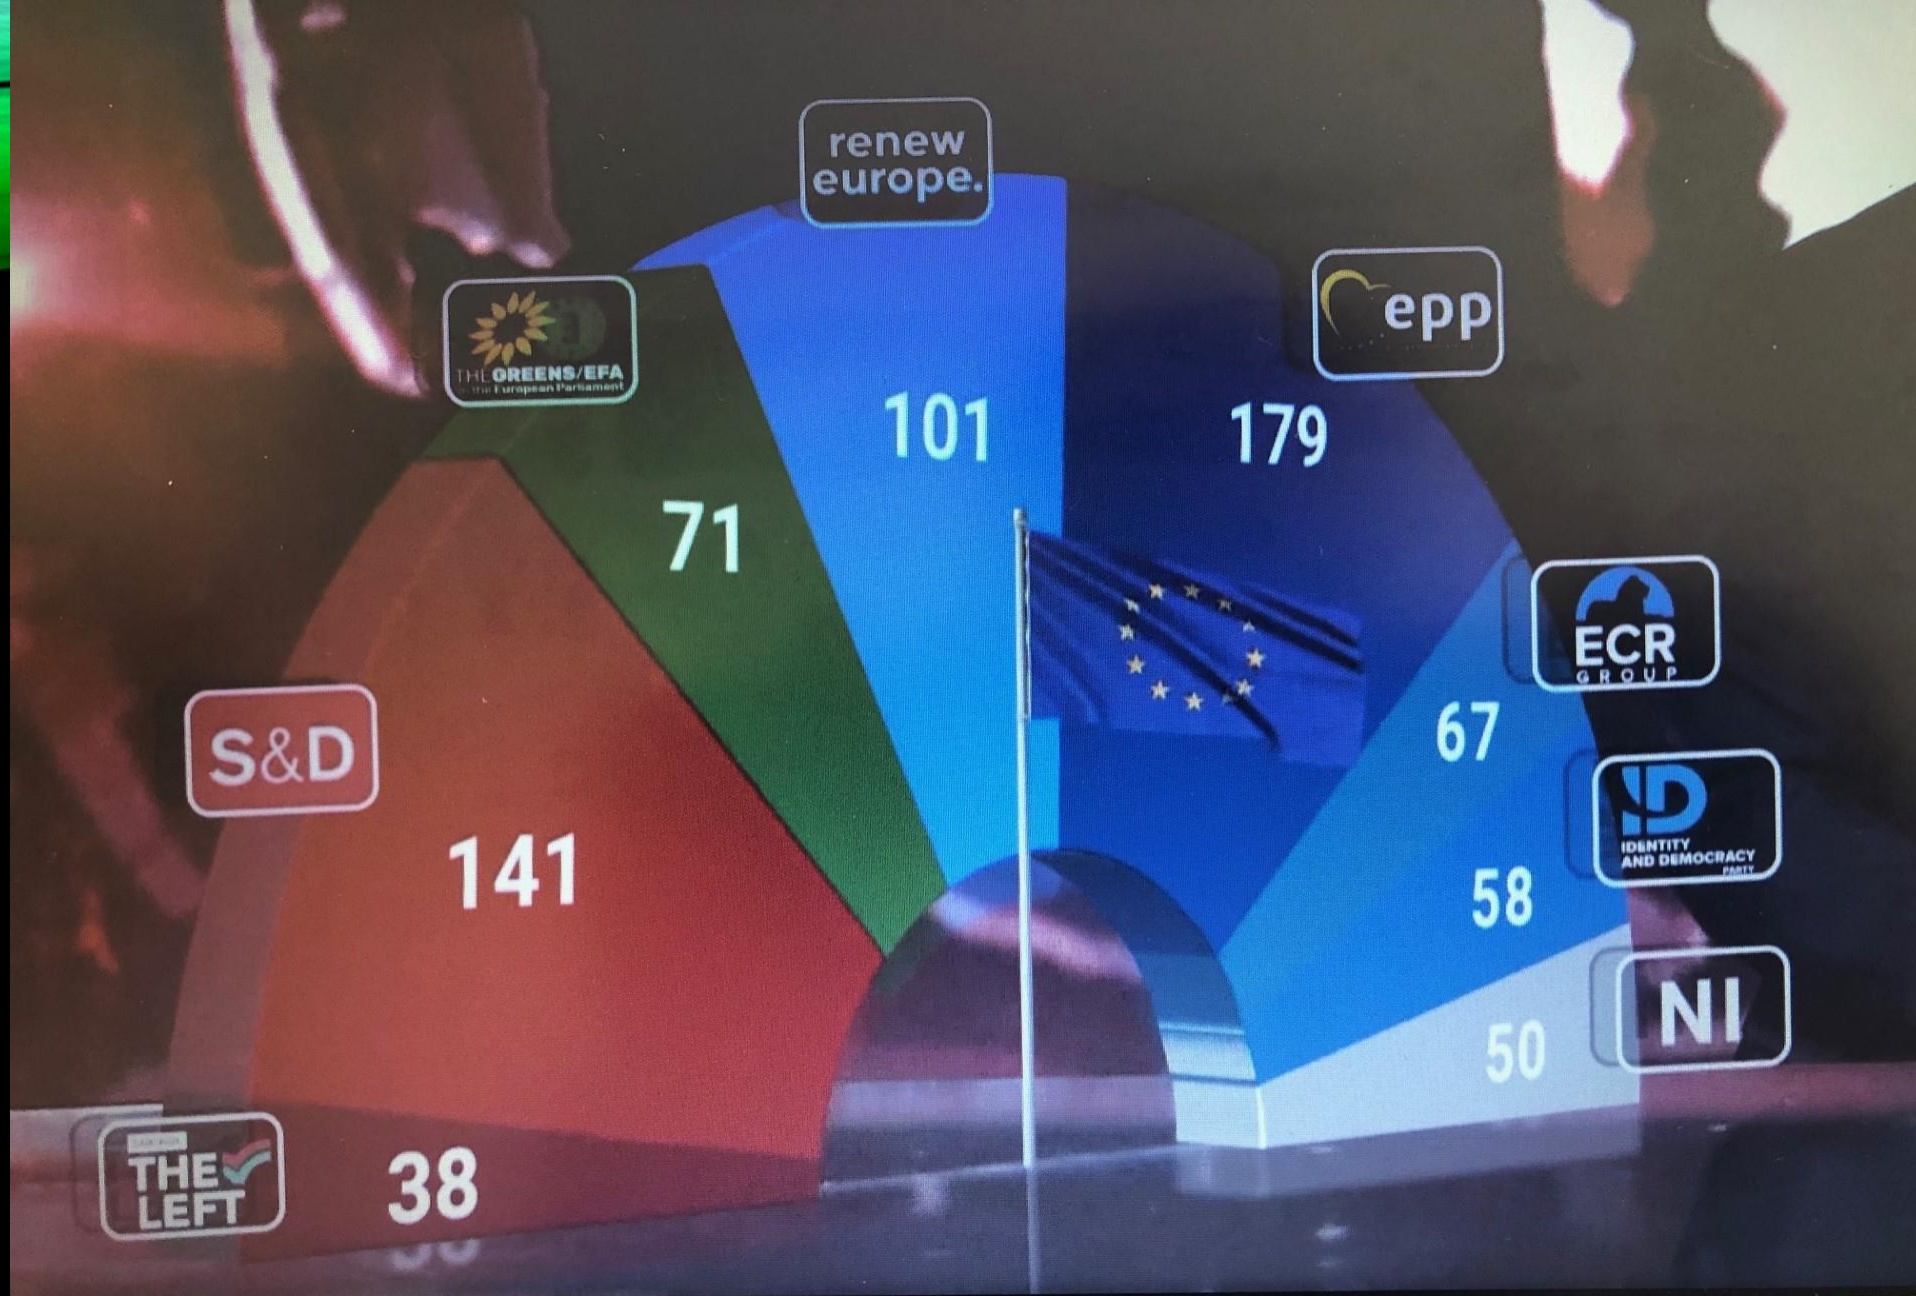 renew
europe.
epp
THE GREENS/EFA
in the European Parliament
101
179
71
ECR
GROUP
67
S&D
ID
IDENTITY
AND DEMOCRACY
PARTY
141
58
NI
50
THE
LEFT
38